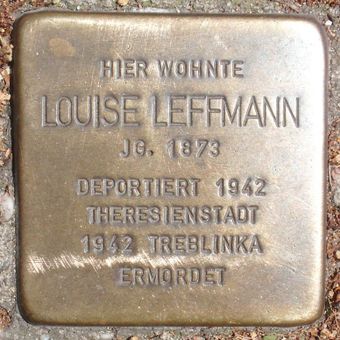 HIER WOHNTE
LOUISE LEFFMANN
JG. 1873
DEPORTIERT 1942
THERESIENSTADT
1942 TREBLINKA
ERMORDET